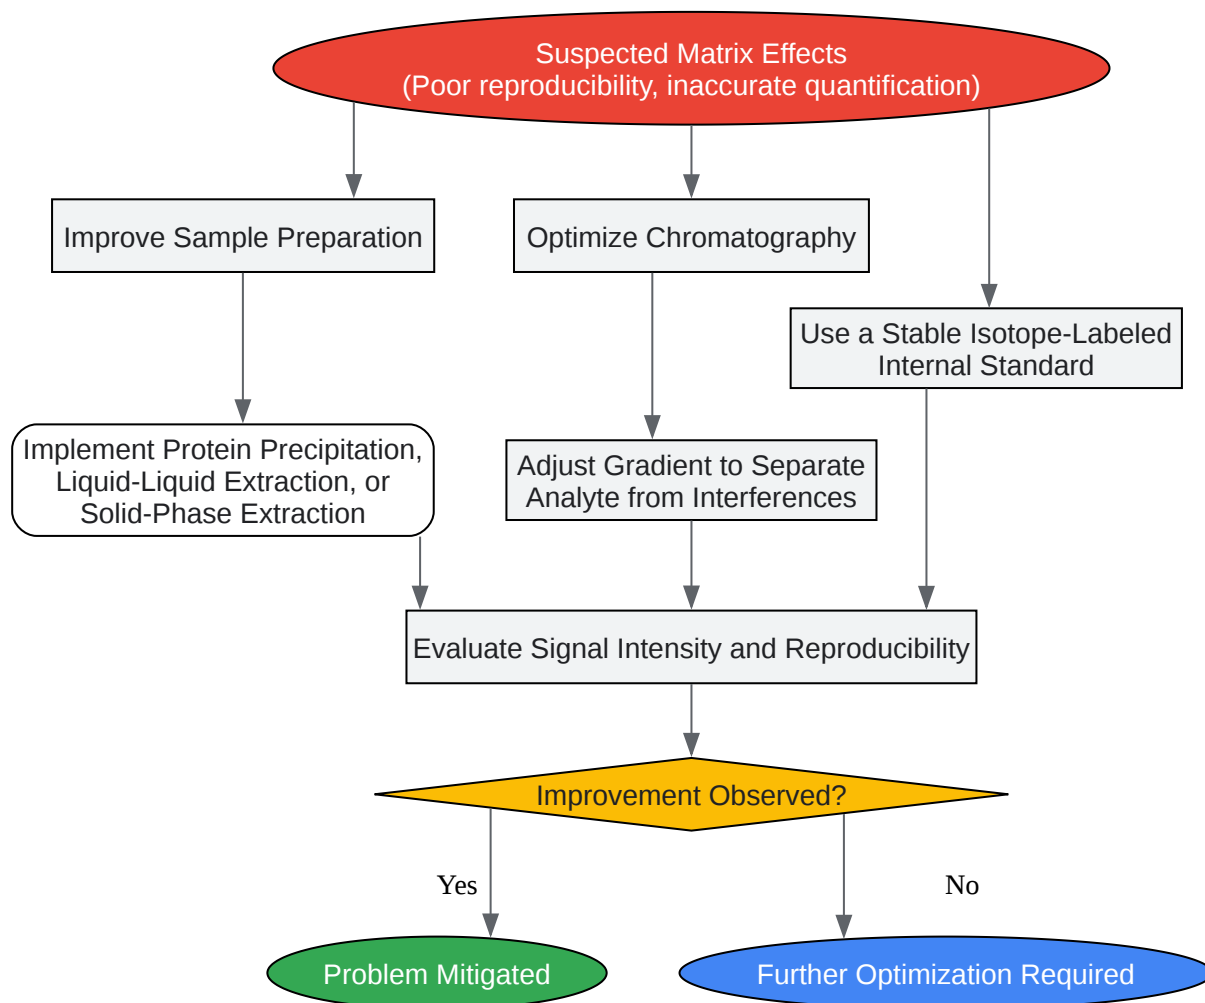 Suspected Matrix Effects
(Poor reproducibility, inaccurate quantification)
Improve Sample Preparation
Optimize Chromatography
Use a Stable Isotope-Labeled
Internal Standard
Implement Protein Precipitation,
Liquid-Liquid Extraction, or
Solid-Phase Extraction
Adjust Gradient to Separate
Analyte from Interferences
Evaluate Signal Intensity and Reproducibility
Improvement Observed?
Yes
No
Problem Mitigated
Further Optimization Required